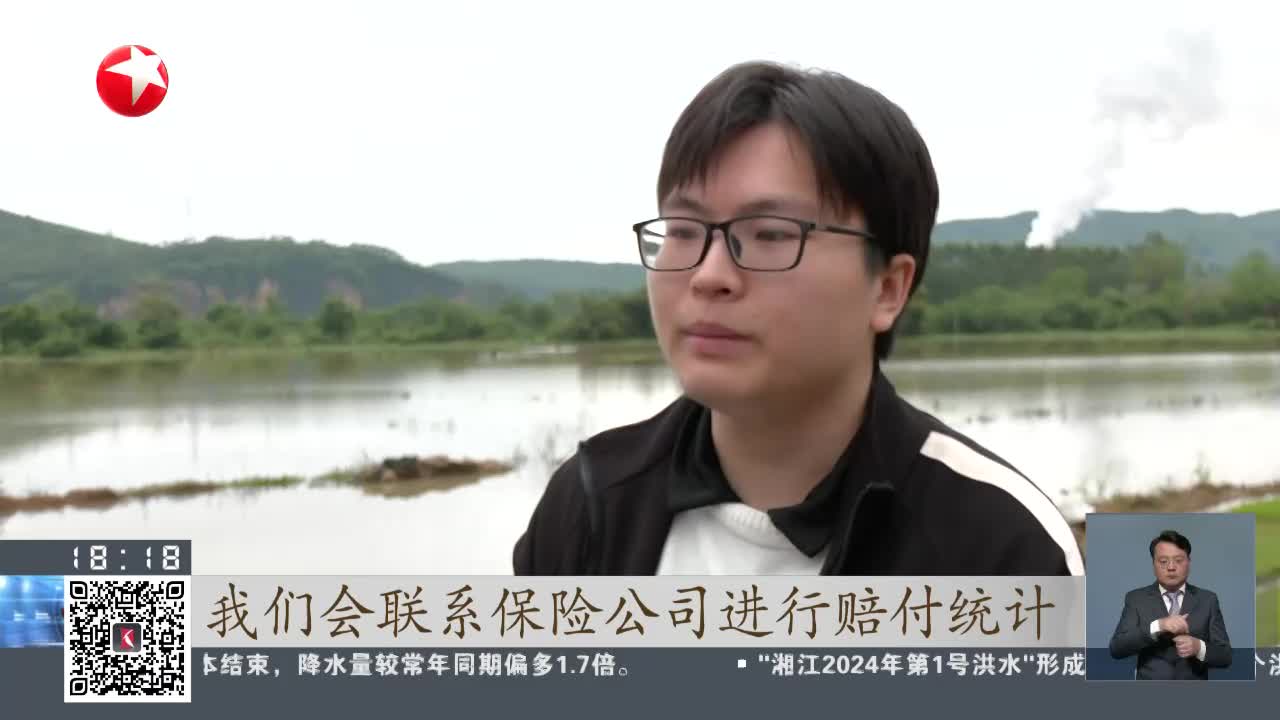 18:18
我们会联系保险公司进行赔付统计
本结束，降水量较常年同期偏多1.7倍。 "湘江2024年第1号洪水"形成